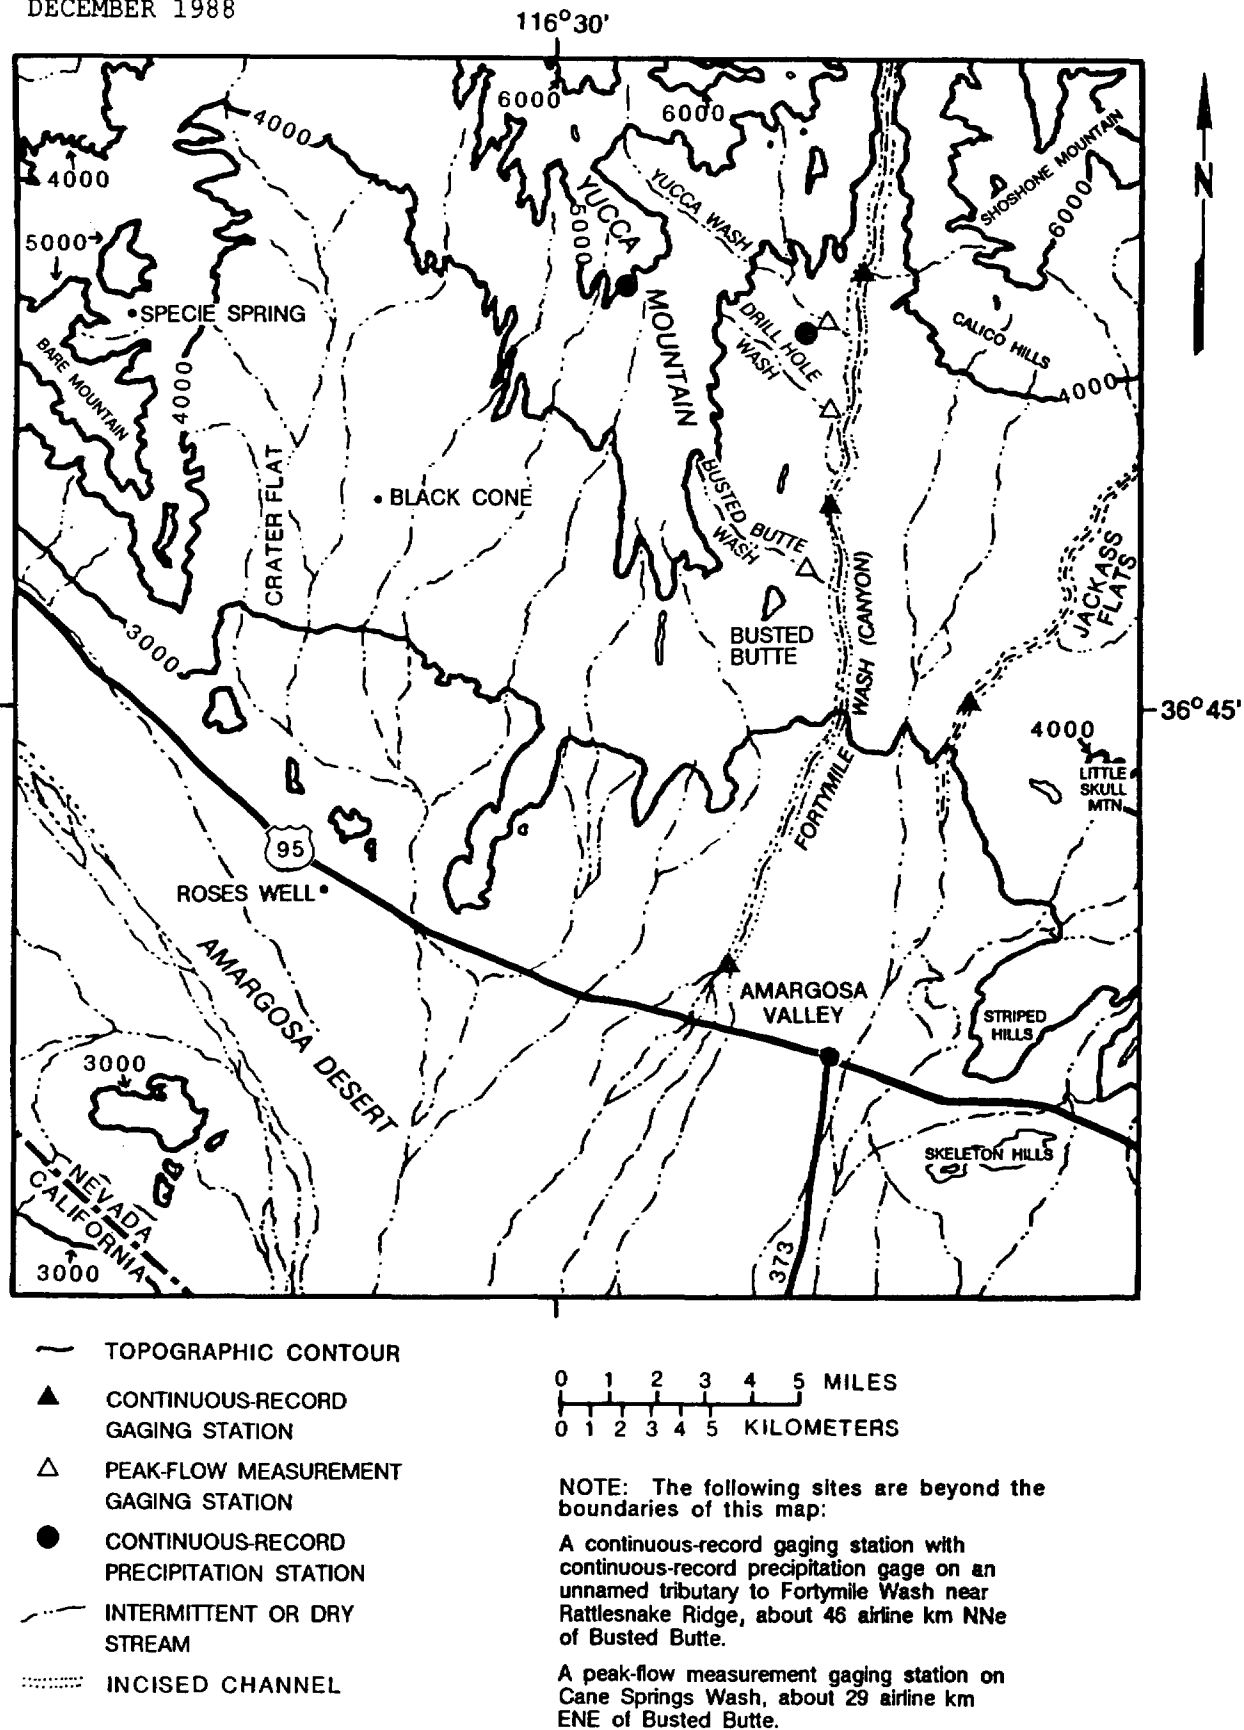 DECEMBER 1988
116°30'
6000
6000
4000
4000
SHOSHONE MOUNTAIN
6000
YUCCA WASH
YUCCA
5000
5000
SPECIE SPRING
MOUNTAIN
DRILL HOLE
WASH
CALICO HILLS
BARE MOUNTAIN
4000
4000
CRATER FLAT
BLACK CONE
BUSTED BUTTE
WASH
JACKASS
FLATS
WASH (CANYON)
BUSTED
BUTTE
3000
36°45'
4000
LITTLE
SKULL
MTN
FORTYMILE
95
ROSES WELL
AMARGOSA DESERT
AMARGOSA
VALLEY
STRIPED
HILLS
3000
SKELETON HILLS
NEVADA
CALIFORNIA
3000
373
N
TOPOGRAPHIC CONTOUR
CONTINUOUS-RECORD
GAGING STATION
PEAK-FLOW MEASUREMENT
GAGING STATION
CONTINUOUS-RECORD
PRECIPITATION STATION
INTERMITTENT OR DRY
STREAM
INCISED CHANNEL
0 1 2 3 4 5 MILES
0 1 2 3 4 5 KILOMETERS
NOTE: The following sites are beyond the
boundaries of this map:
A continuous-record gaging station with
continuous-record precipitation gage on an
unnamed tributary to Fortymile Wash near
Rattlesnake Ridge, about 46 airline km NNe
of Busted Butte.
A peak-flow measurement gaging station on
Cane Springs Wash, about 29 airline km
ENE of Busted Butte.